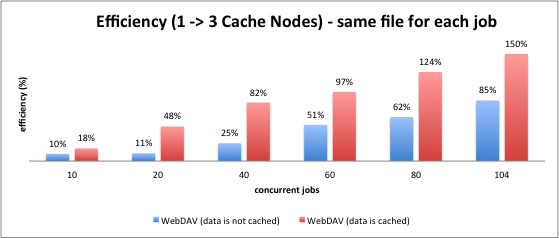 Efficiency (1 -> 3 Cache Nodes) - same file for each job
efficiency (%)
10% 18% 11% 48% 25% 82% 51% 97% 62% 124% 85% 150%
10 20 40 60 80 104
concurrent jobs
WebDAV (data is not cached) WebDAV (data is cached)